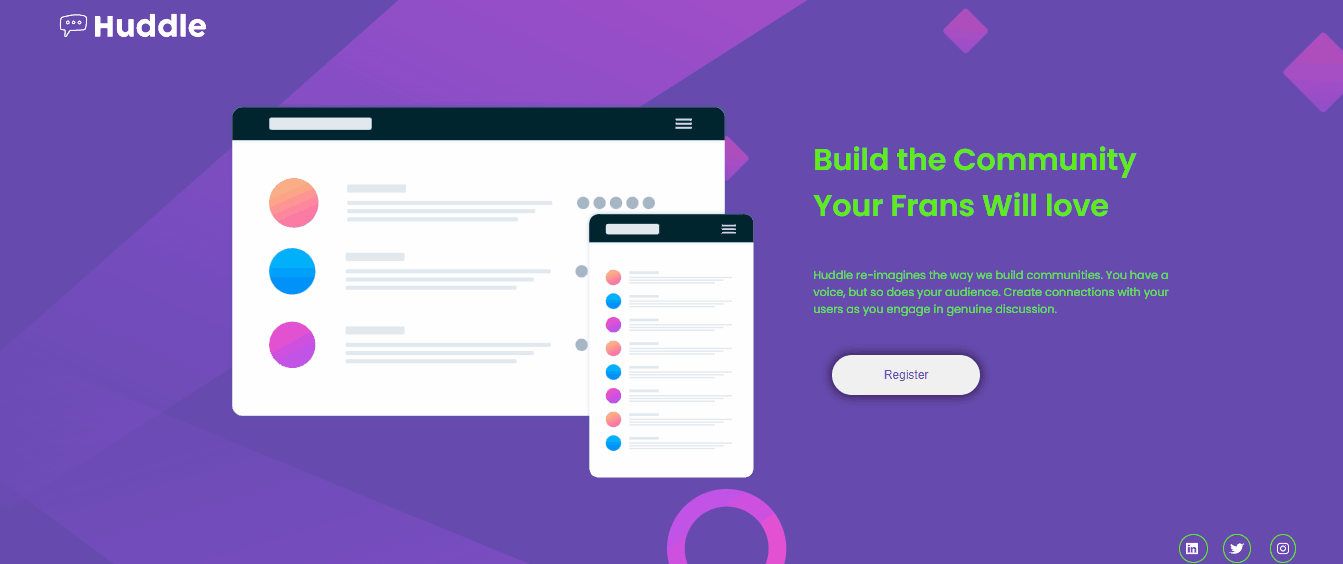 Huddle
Build the Community
Your Frans Will love
Huddle re-imagines the way we build communities. You have a
voice, but so does your audience. Create connections with your
users as you engage in genuine discussion.
Register